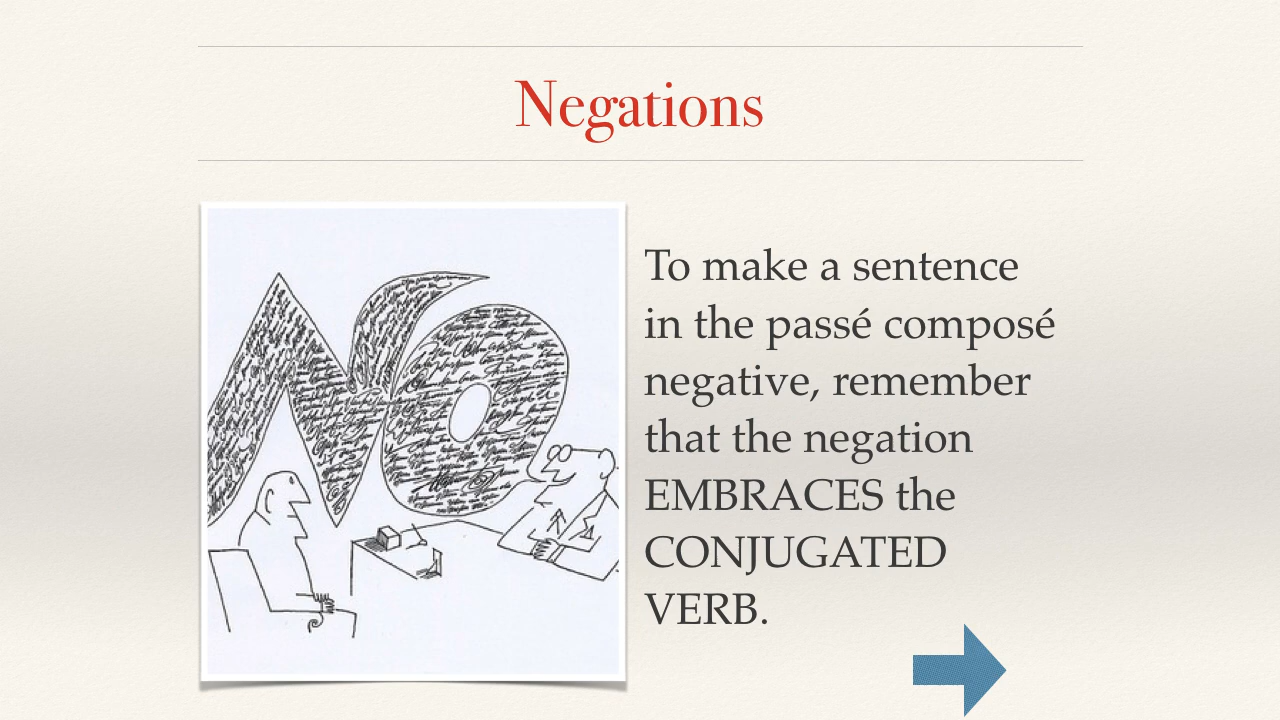 Negations
To make a sentence
in the passé composé
negative, remember
that the negation
EMBRACES the
CONJUGATED
VERB.
NO